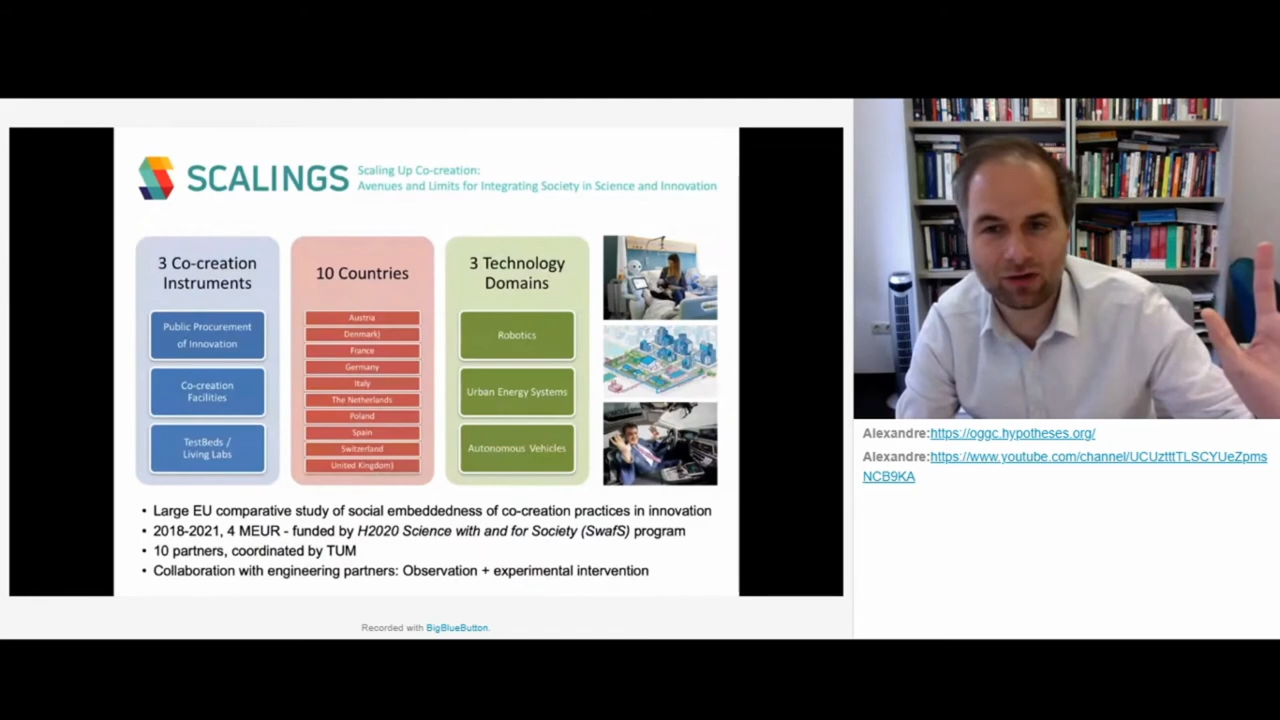 SCALINGS
Scaling Up Co-creation:
Avenues and Limits for Integrating Society in Science and Innovation
3 Co-creation
Instruments
Public Procurement
of Innovation
Co-creation
Facilities
TestBeds /
Living Labs
10 Countries
Austria
Denmark)
France
Germany
Italy
The Netherlands
Poland
Spain
Switzerland
United Kingdom)
3 Technology
Domains
Robotics
Urban Energy Systems
Autonomous Vehicles
• Large EU comparative study of social embeddedness of co-creation practices in innovation
• 2018-2021, 4 MEUR - funded by H2020 Science with and for Society (SwafS) program
• 10 partners, coordinated by TUM
• Collaboration with engineering partners: Observation + experimental intervention
Recorded with BigBlueButton.
Alexandre:https://oggc.hypotheses.org/
Alexandre:https://www.youtube.com/channel/UCUztttTLSCYUeZpms
NCB9KA